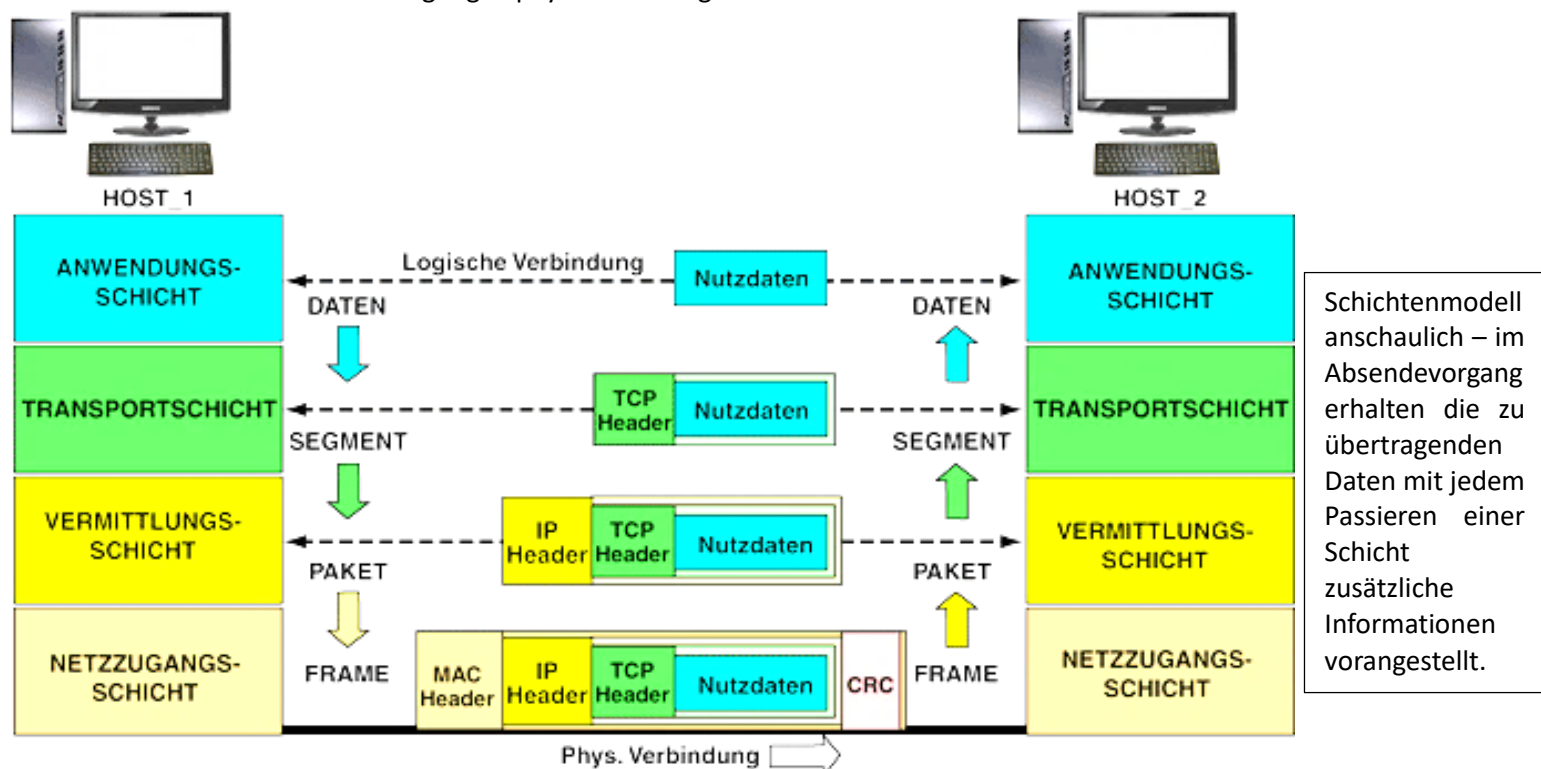 HOST_1
HOST_2
ANWENDUNGS-
SCHICHT
Logische Verbindung
Nutzdaten
ANWENDUNGS-
SCHICHT
DATEN
DATEN
TRANSPORTSCHICHT
TCP
Header
Nutzdaten
TRANSPORTSCHICHT
SEGMENT
SEGMENT
VERMITTLUNGS-
SCHICHT
IP
Header
TCP
Header
Nutzdaten
VERMITTLUNGS-
SCHICHT
PAKET
PAKET
NETZZUGANGS-
SCHICHT
FRAME
MAC
Header
IP
Header
TCP
Header
Nutzdaten
CRC
FRAME
NETZZUGANGS-
SCHICHT
Phys. Verbindung
Schichtenmodell
anschaulich – im
Absendevorgang
erhalten die zu
übertragenden
Daten mit jedem
Passieren einer
Schicht
zusätzliche
Informationen
vorangestellt.